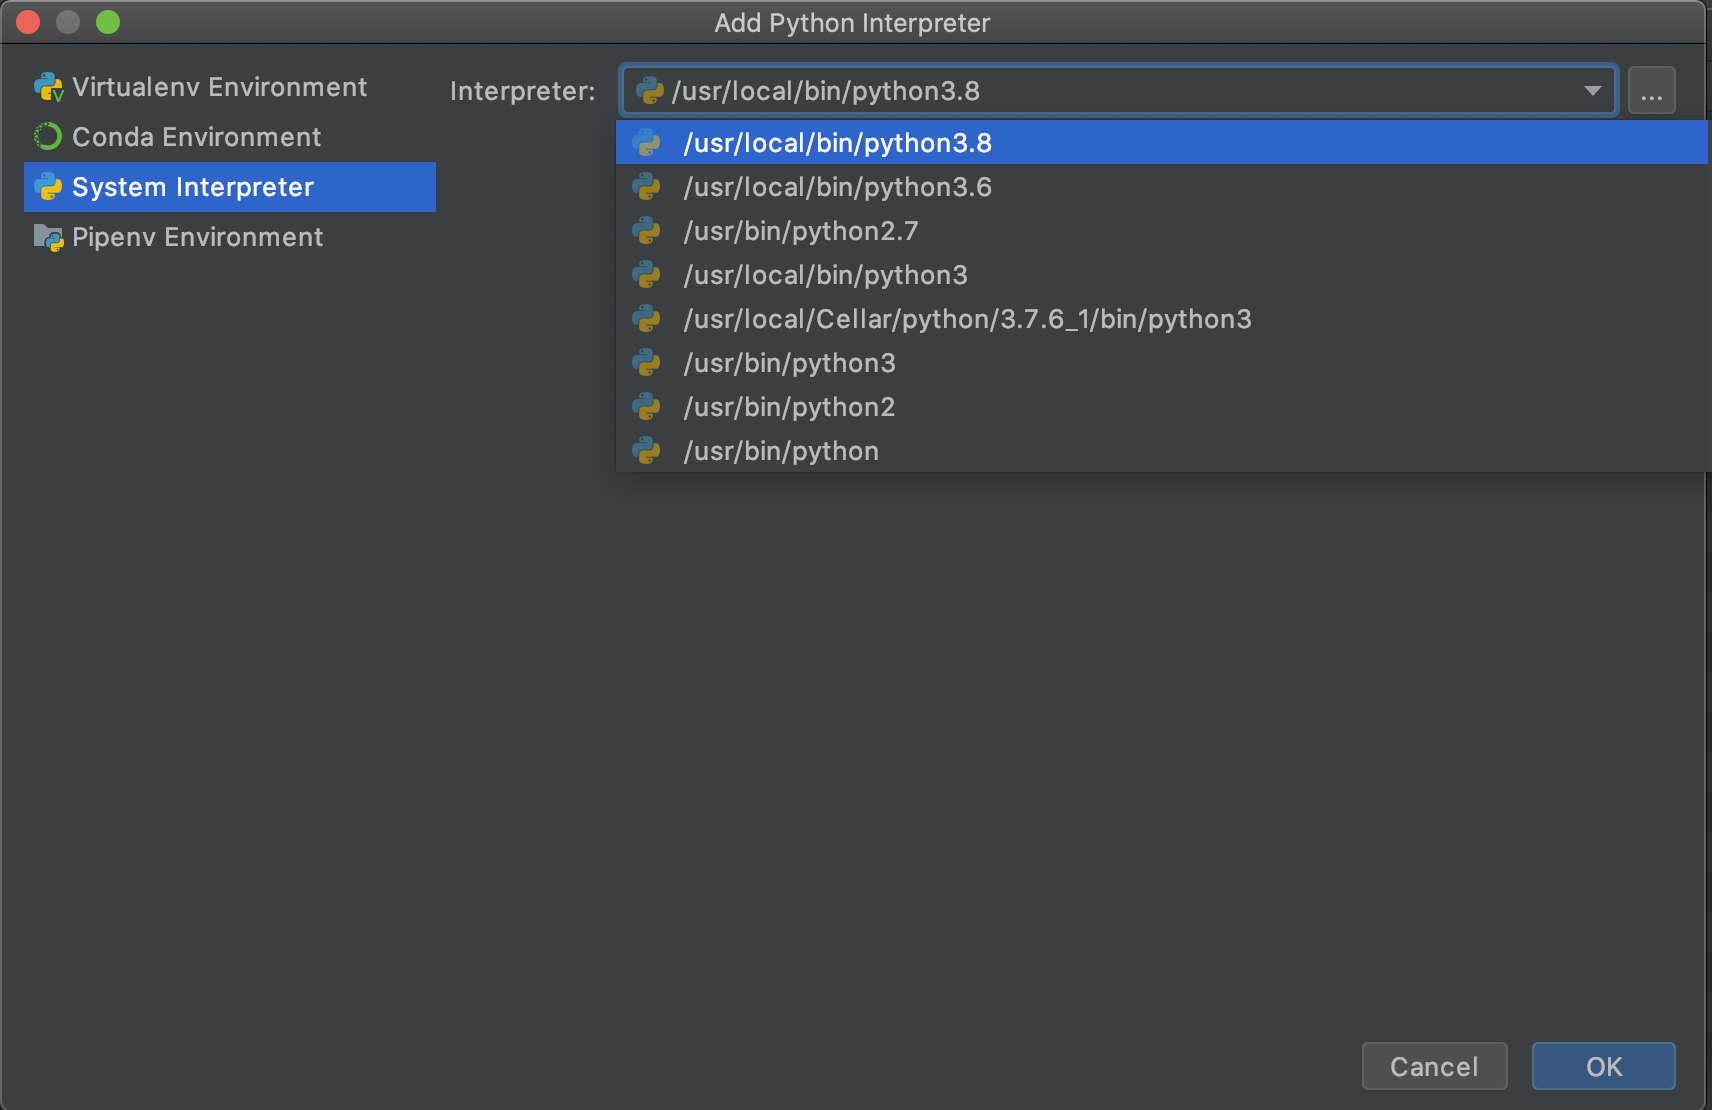 Add Python Interpreter
Virtualenv Environment
Conda Environment
System Interpreter
Pipenv Environment
Interpreter: /usr/local/bin/python3.8 ...
/usr/local/bin/python3.8
/usr/local/bin/python3.6
/usr/bin/python2.7
/usr/local/bin/python3
/usr/local/Cellar/python/3.7.6_1/bin/python3
/usr/bin/python3
/usr/bin/python2
/usr/bin/python
Cancel OK